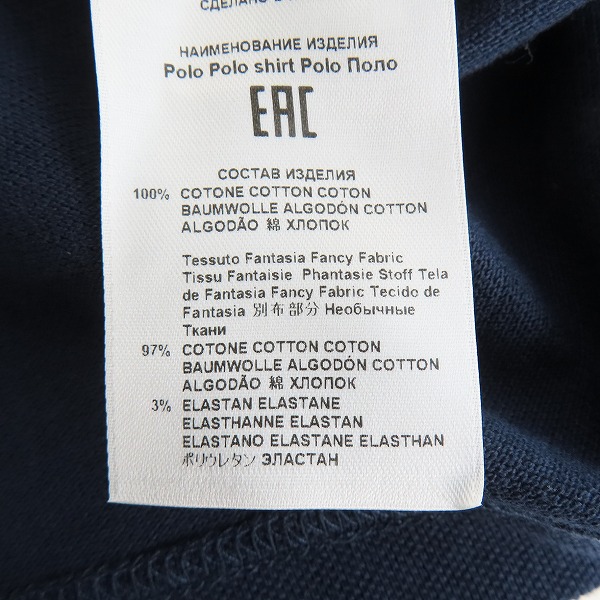 СДЕЛАНО В
НАИМЕНОВАНИЕ ИЗДЕЛИЯ
Polo Polo shirt Polo Поло
EAC
СОСТАВ ИЗДЕЛИЯ
100% COTONE COTTON COTON
BAUMWOLLE ALGODÓN COTTON
ALGODÃO 綿 ХЛОПОК
Tessuto Fantasia Fancy Fabric
Tissu Fantaisie Phantasie Stoff Tela
de Fantasia Fancy Fabric Tecido de
Fantasia 別布部分 Необычные
Ткани
97% COTONE COTTON COTON
BAUMWOLLE ALGODÓN COTTON
ALGODÃO 綿 ХЛОПОК
3% ELASTAN ELASTANE
ELASTHANNE ELASTAN
ELASTANO ELASTANE ELASTHAN
ポリウレタン ЭЛАСТАН